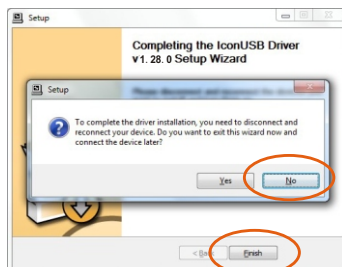 Setup
Completing the IconUSB Driver
v1. 28. 0 Setup Wizard
Setup
To complete the driver installation, you need to disconnect and
reconnect your device. Do you want to exit this wizard now and
connect the device later?
Yes
No
< Back
Finish